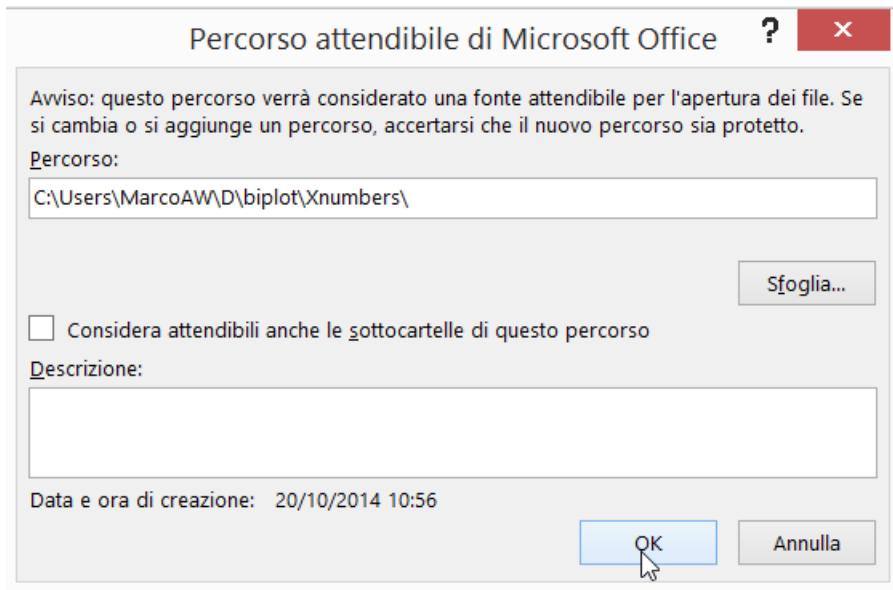 Percorso attendibile di Microsoft Office ? ×
Avviso: questo percorso verrà considerato una fonte attendibile per l'apertura dei file. Se
si cambia o si aggiunge un percorso, accertarsi che il nuovo percorso sia protetto.
Percorso:
C:\Users\MarcoAW\D\biplot\Xnumbers\
Sfoglia...
Considera attendibili anche le sottocartelle di questo percorso
Descrizione:
Data e ora di creazione: 20/10/2014 10:56
OK Annulla